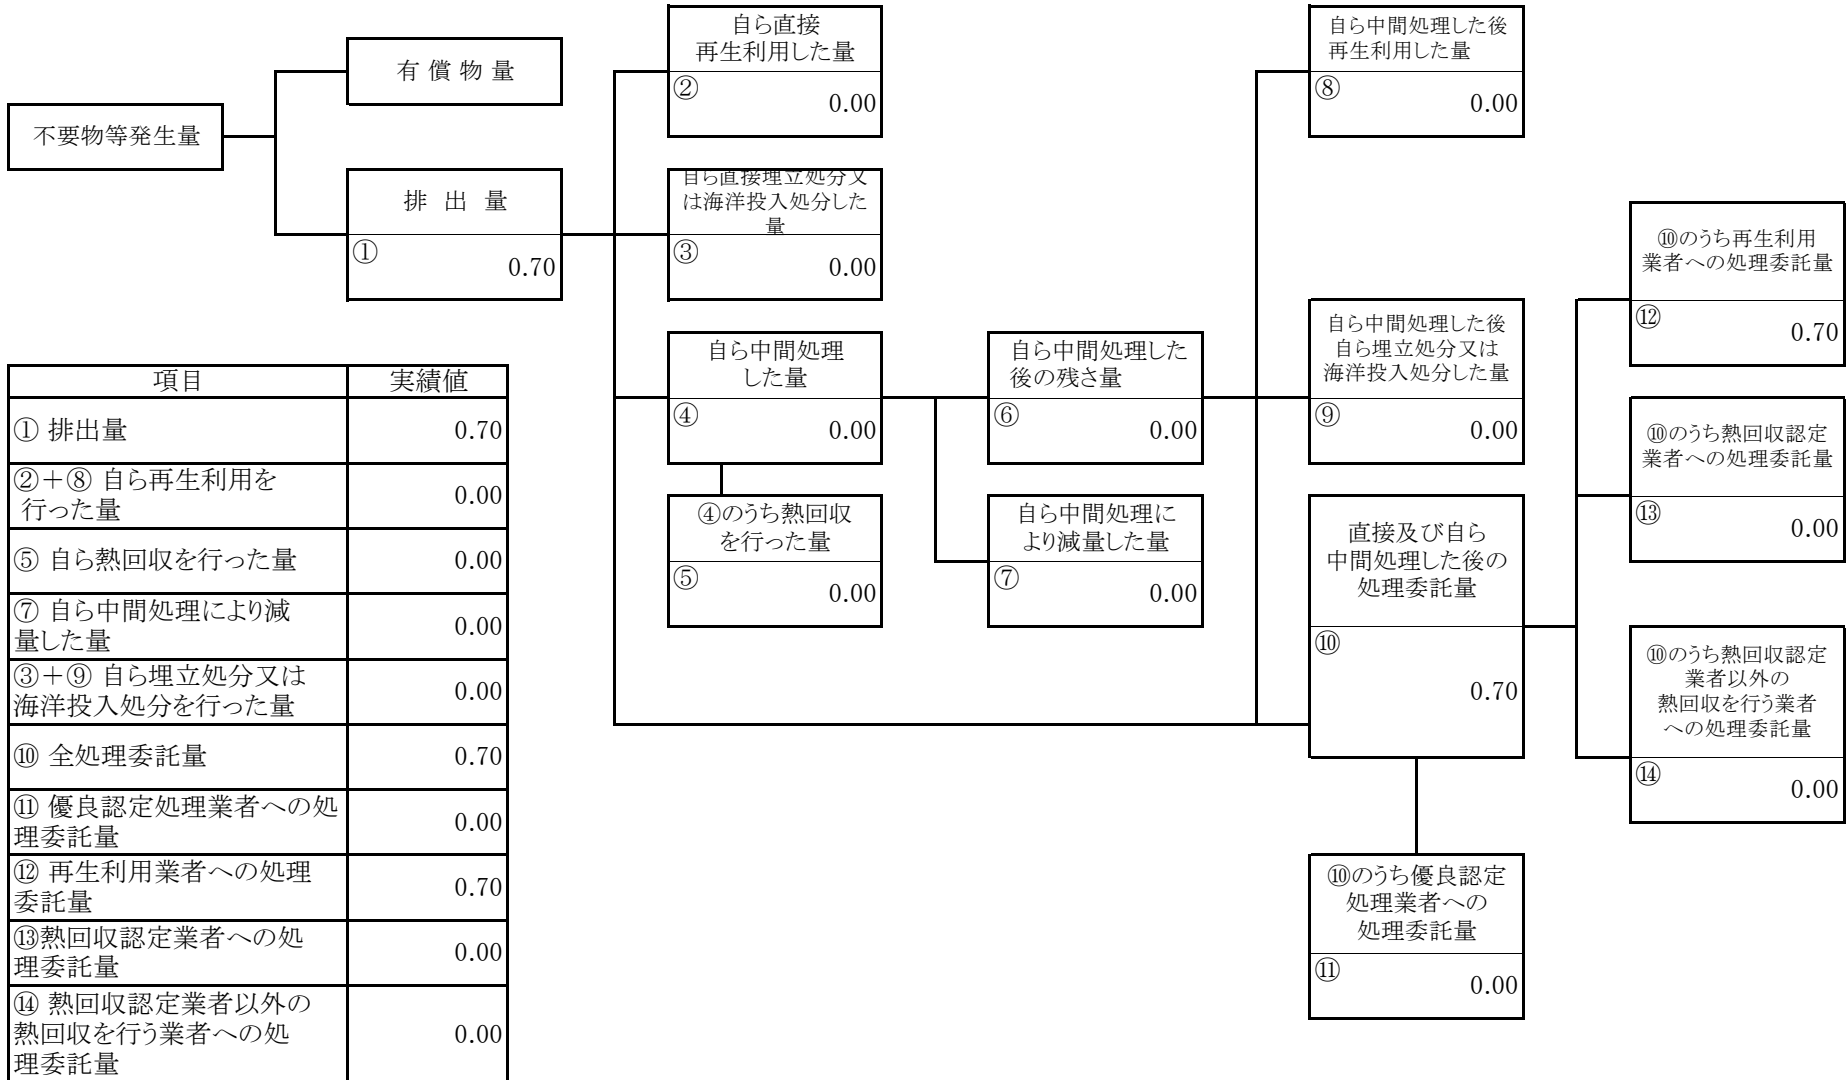 不要物等発生量
有 償 物 量
排 出 量
①
0.70
自ら直接
再生利用した量
②
0.00
自ら直接埋立処分又
は海洋投入処分した
量
③
0.00
自ら中間処理
した量
④
0.00
④のうち熱回収
を行った量
⑤
0.00
自ら中間処理した
後の残さ量
⑥
0.00
自ら中間処理に
より減量した量
⑦
0.00
自ら中間処理した後
再生利用した量
⑧
0.00
自ら中間処理した後
自ら埋立処分又は
海洋投入処分した量
⑨
0.00
直接及び自ら
中間処理した後の
処理委託量
⑩
0.70
⑩のうち優良認定
処理業者への
処理委託量
⑪
0.00
⑩のうち再生利用
業者への処理委託量
⑫
0.70
⑩のうち熱回収認定
業者への処理委託量
⑬
0.00
⑩のうち熱回収認定
業者以外の
熱回収を行う業者
への処理委託量
⑭
0.00
項目 実績値
① 排出量 0.70
②+⑧ 自ら再生利用を
行った量 0.00
⑤ 自ら熱回収を行った量 0.00
⑦ 自ら中間処理により減
量した量 0.00
③+⑨ 自ら埋立処分又は
海洋投入処分を行った量 0.00
⑩ 全処理委託量 0.70
⑪ 優良認定処理業者への処
理委託量 0.00
⑫ 再生利用業者への処理
委託量 0.70
⑬熱回収認定業者への処
理委託量 0.00
⑭ 熱回収認定業者以外の
熱回収を行う業者への処
理委託量 0.00